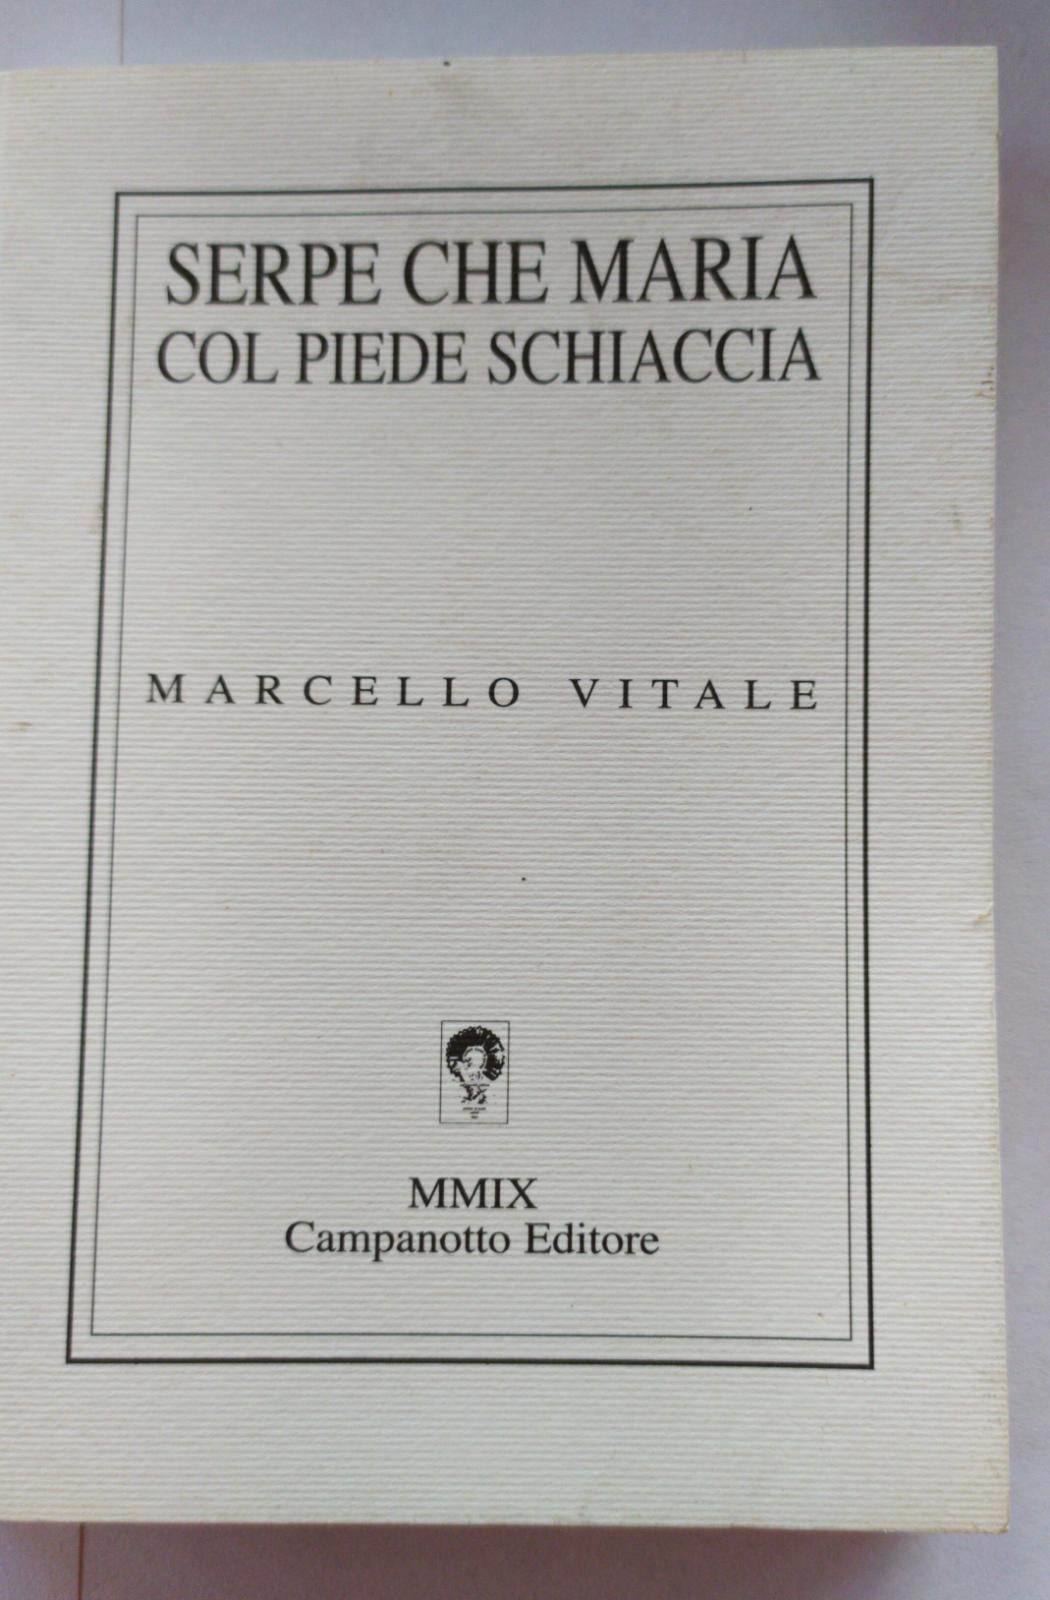 SERPE CHE MARIA
COL PIEDE SCHIACCIA
MARCELLO VITALE
MMIX
Campanotto Editore